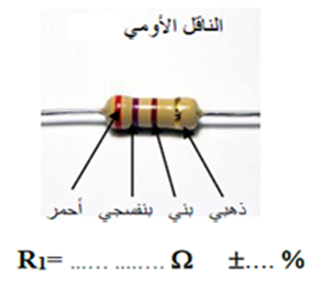 الناقل الأومي
أحمر بنفسجي بني ذهبي
R1= ...... ........ Ω ±.... %